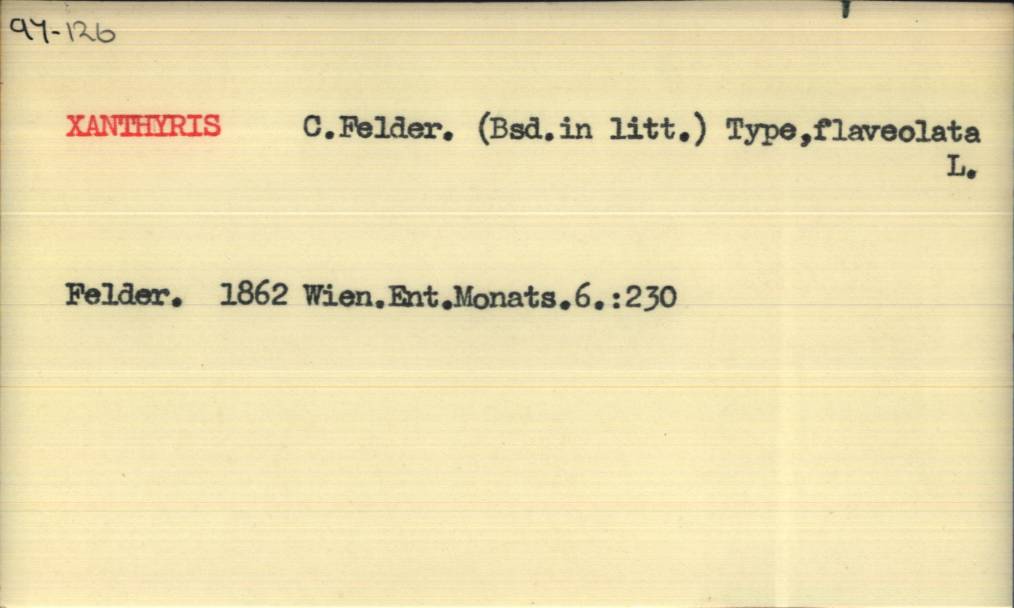 97-126
XANTHYRIS C.Felder. (Bsd.in litt.) Type,flaveolata
L.
Felder. 1862 Wien.Ent.Monats.6.:230